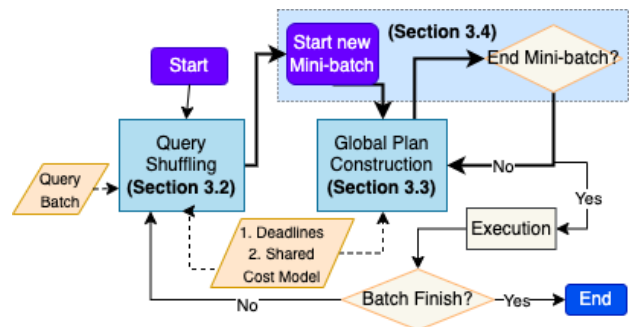 (Section 3.4)
Start new
Mini-batch
End Mini-batch?
Start
Query
Shuffling
(Section 3.2)
Global Plan
Construction
(Section 3.3)
No
Query
Batch
Yes
1. Deadlines
2. Shared
Cost Model
Execution
Batch Finish?
No
Yes
End